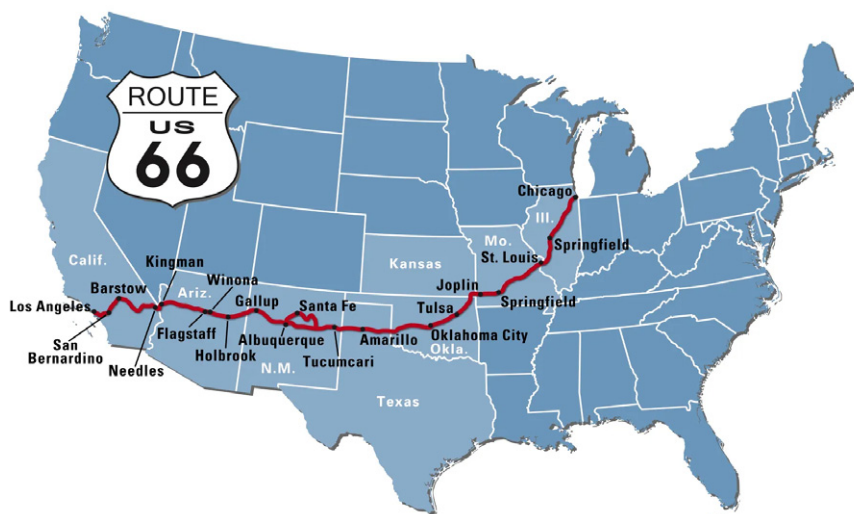 ROUTE
US
66
Chicago
Ill.
Mo.
Springfield
St. Louis
Calif.
Kansas
Kingman
Joplin
Springfield
Barstow
Winona
Ariz.
Gallup
Santa Fe
Tulsa
Los Angeles
Flagstaff
Albuquerque
Amarillo
Oklahoma City
San
Bernardino
Holbrook
Tucumcari
Okla.
Needles
N.M.
Texas